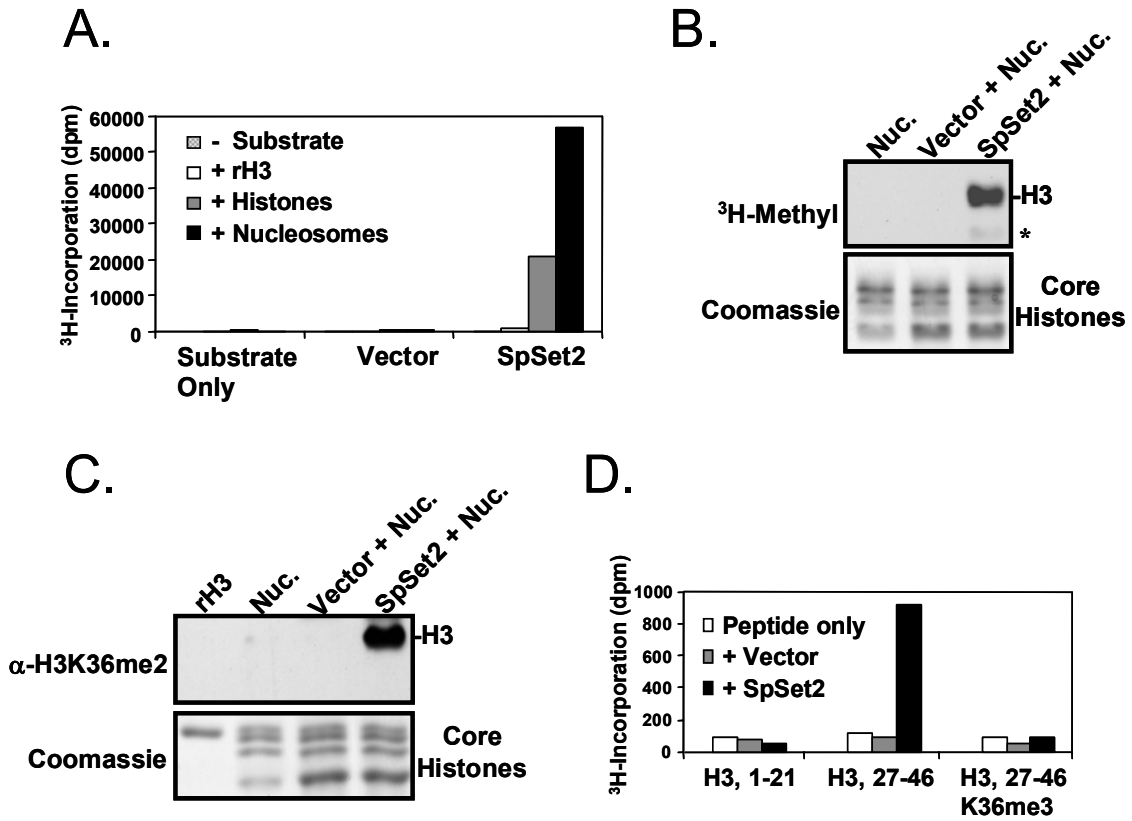 A.
³H-Incorporation (dpm)
60000
50000
40000
30000
20000
10000
0
- Substrate
+ rH3
+ Histones
+ Nucleosomes
Substrate Only
Vector
SpSet2
B.
Nuc.
Vector + Nuc.
SpSet2 + Nuc.
³H-Methyl
-H3
*
Coomassie
Core Histones
C.
rH3
Nuc.
Vector + Nuc.
SpSet2 + Nuc.
α-H3K36me2
-H3
Coomassie
Core Histones
D.
³H-Incorporation (dpm)
1000
800
600
400
200
0
Peptide only
+ Vector
+ SpSet2
H3, 1-21
H3, 27-46
H3, 27-46 K36me3